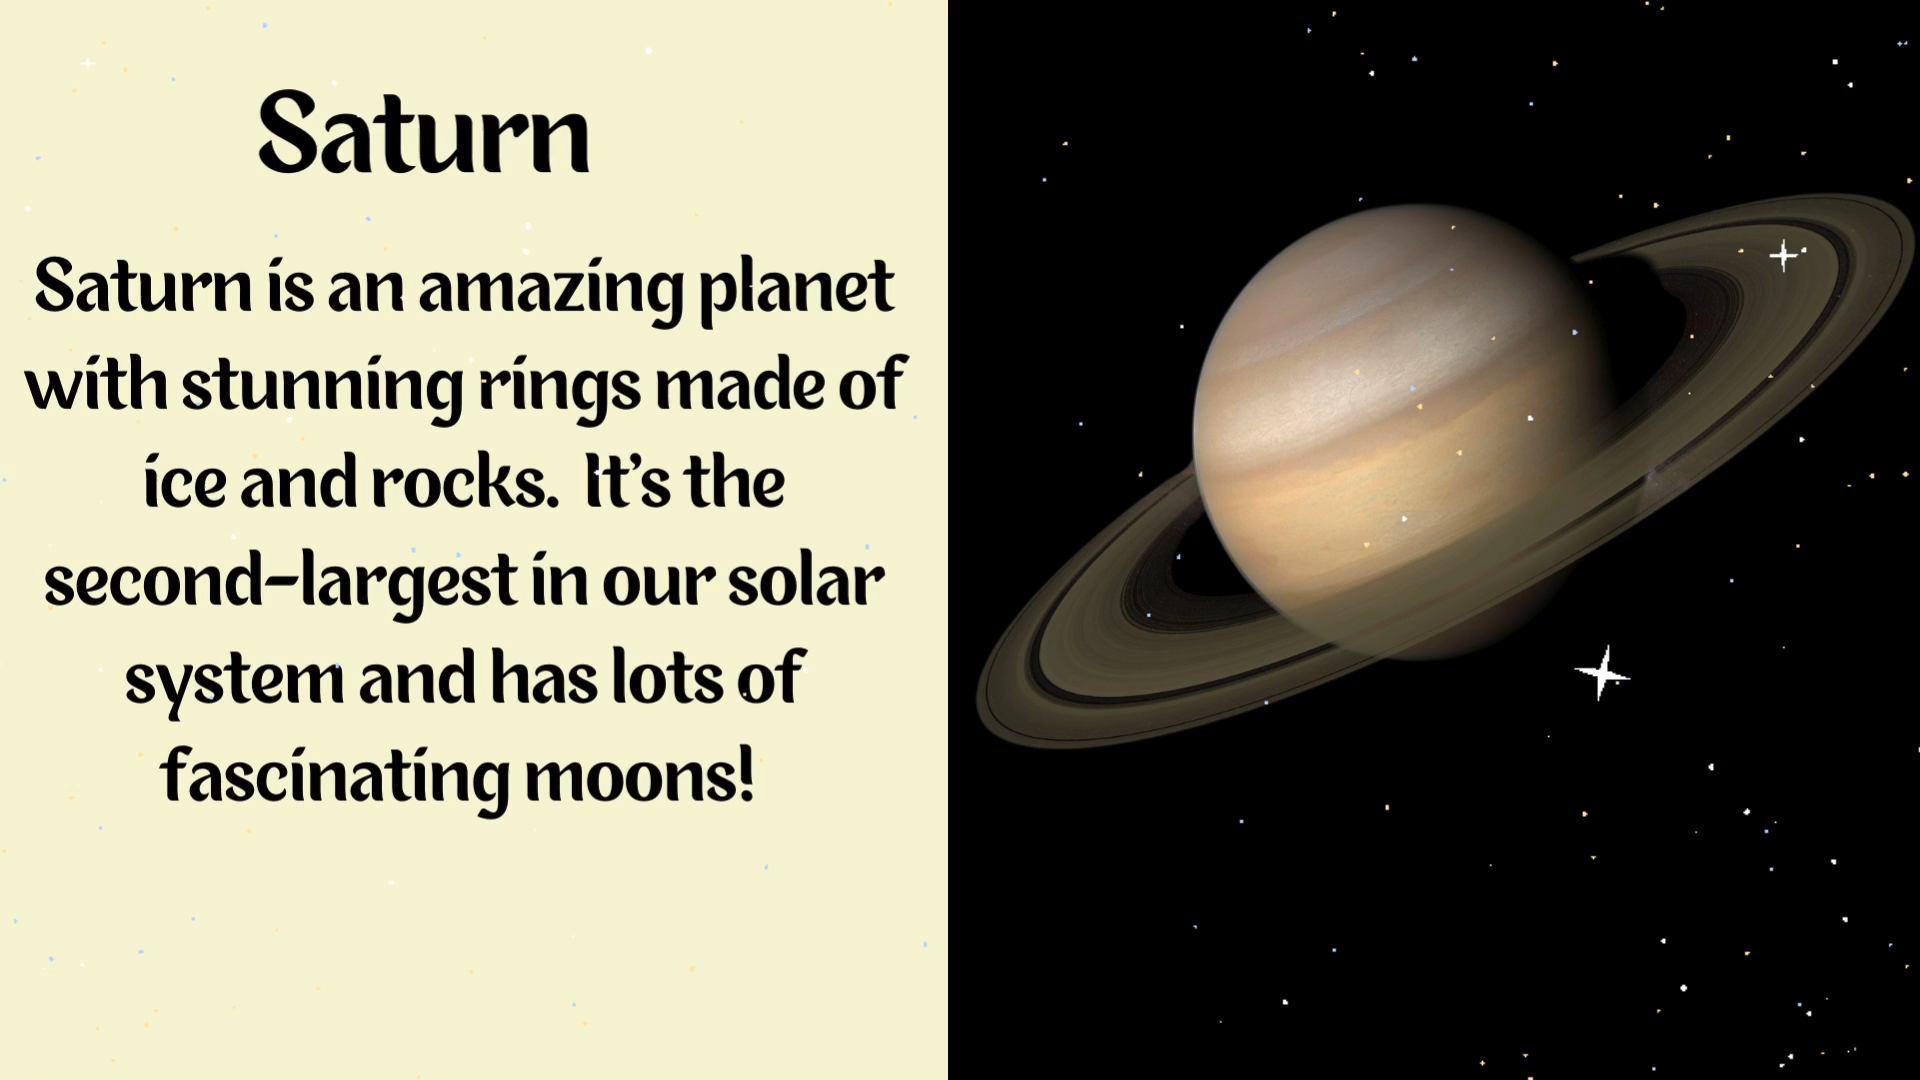 Saturn
Saturn is an amazing planet
with stunning rings made of
ice and rocks.  It’s the
second-largest in our solar
system and has lots of
fascinating moons!